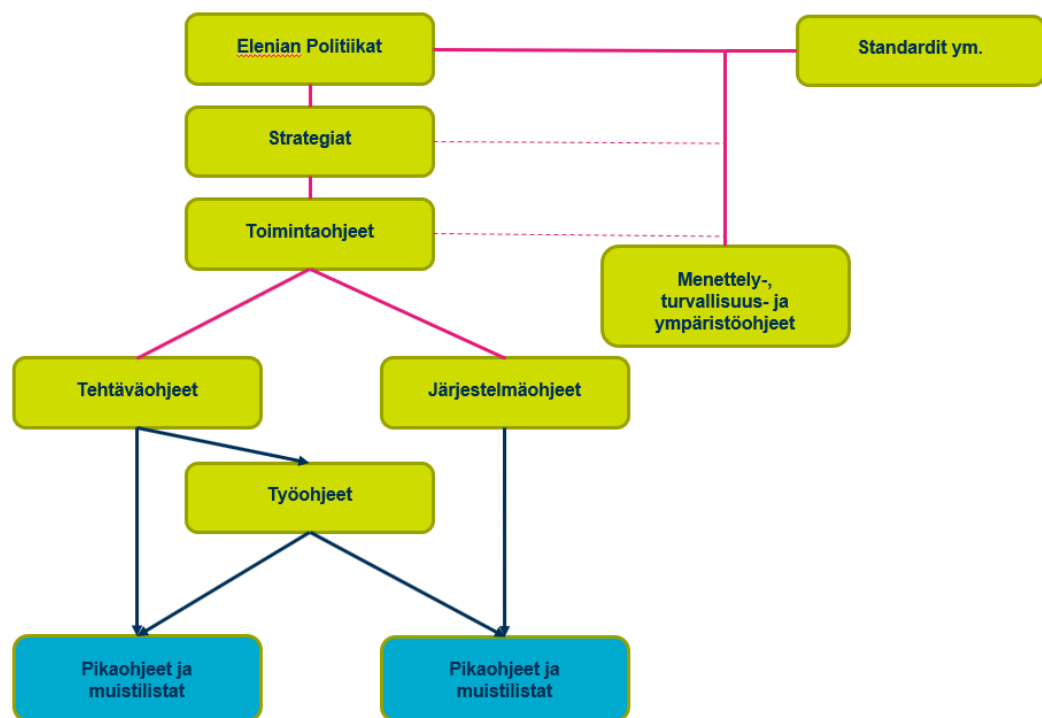 Elenian Politiikat
Standardit ym.
Strategiat
Toimintaohjeet
Menettely-,
turvallisuus- ja
ympäristöohjeet
Tehtäväohjeet
Järjestelmäohjeet
Työohjeet
Pikaohjeet ja
muistilistat
Pikaohjeet ja
muistilistat